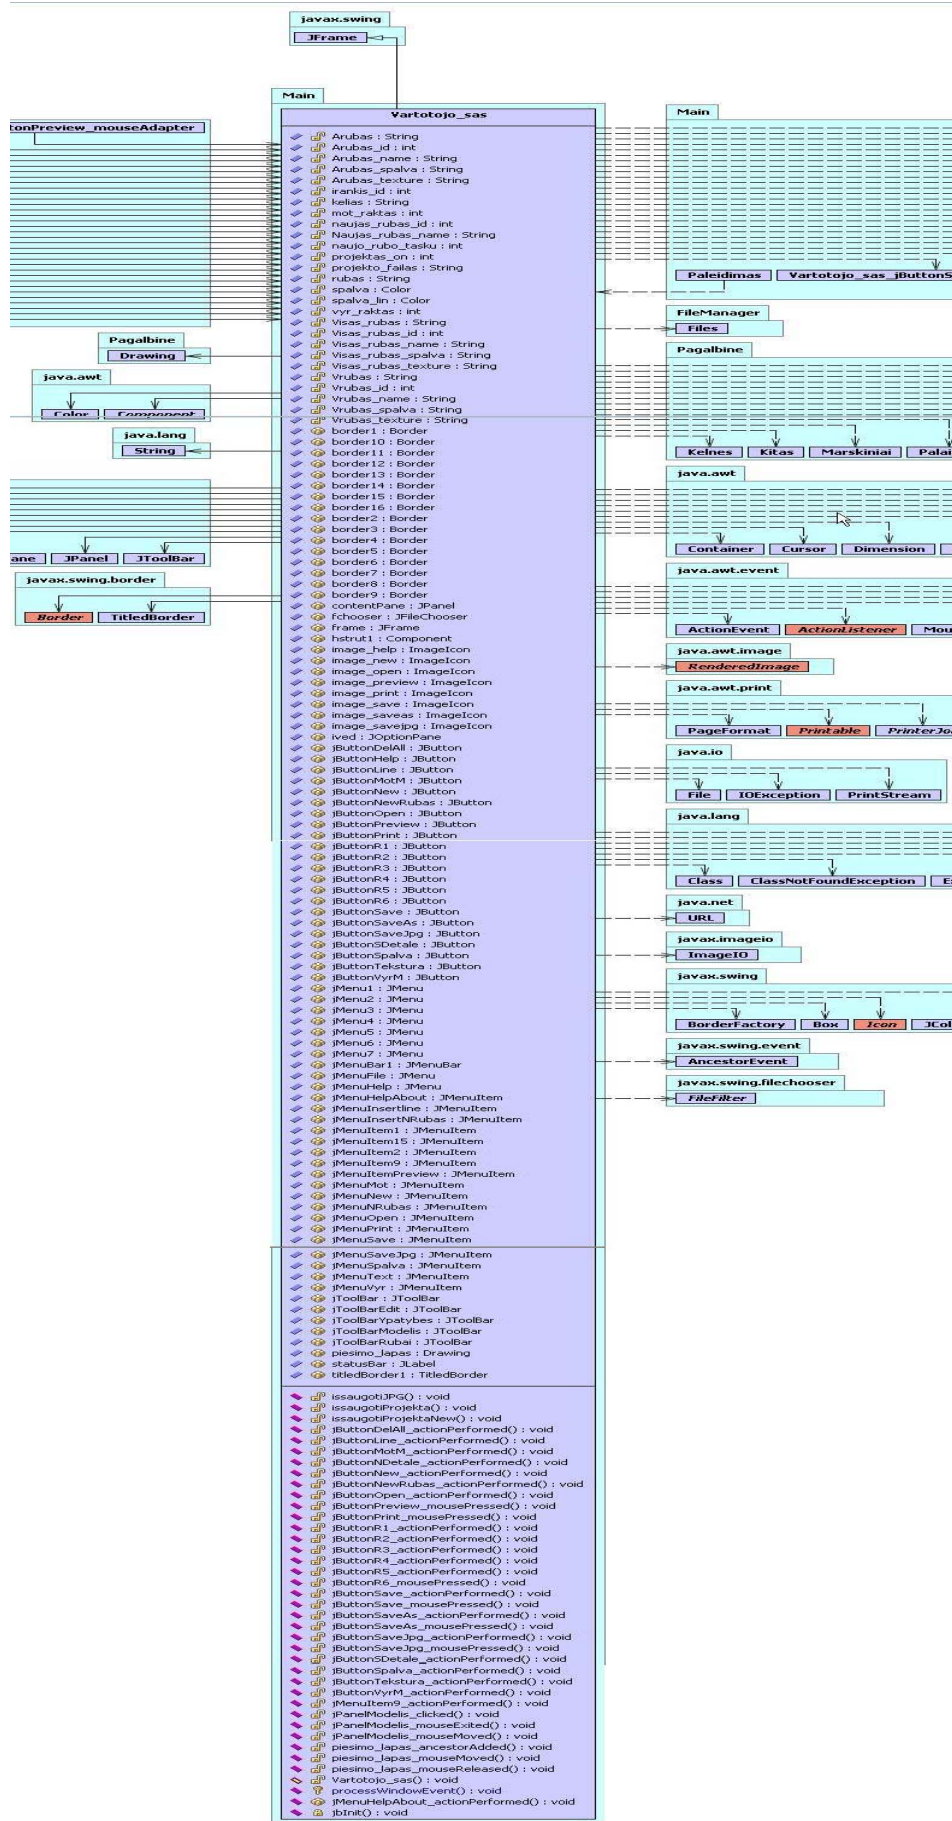 javax.swing
JFrame
Main
Vartotojo_sas
Arubas : String
Arubas_id : int
Arubas_name : String
Arubas_spalva : String
Arubas_texture : String
irankis_id : int
kelias : String
mot_raktas : int
naujas_rubas_id : int
Naujas_rubas_name : String
naujo_rubo_tasku : int
projektas_on : int
projekto_failas : String
rubas : String
spalva : Color
spalva_lin : Color
vyr_raktas : int
Visas_rubas : String
Visas_rubas_id : int
Visas_rubas_name : String
Visas_rubas_spalva : String
Visas_rubas_texture : String
Vrubas : String
Vrubas_id : int
Vrubas_name : String
Vrubas_spalva : String
Vrubas_texture : String
border1 : Border
border10 : Border
border11 : Border
border12 : Border
border13 : Border
border14 : Border
border15 : Border
border16 : Border
border2 : Border
border3 : Border
border4 : Border
border5 : Border
border6 : Border
border7 : Border
border8 : Border
border9 : Border
contentPane : JPanel
fchooser : JFileChooser
frame : JFrame
hstrut1 : Component
image_help : ImageIcon
image_new : ImageIcon
image_open : ImageIcon
image_preview : ImageIcon
image_print : ImageIcon
image_save : ImageIcon
image_saveas : ImageIcon
image_savejpg : ImageIcon
ived : JOptionPane
jButtonDelAll : JButton
jButtonHelp : JButton
jButtonLine : JButton
jButtonMotM : JButton
jButtonNew : JButton
jButtonNewRubas : JButton
jButtonOpen : JButton
jButtonPreview : JButton
jButtonPrint : JButton
jButtonR1 : JButton
jButtonR2 : JButton
jButtonR3 : JButton
jButtonR4 : JButton
jButtonR5 : JButton
jButtonR6 : JButton
jButtonSave : JButton
jButtonSaveAs : JButton
jButtonSaveJpg : JButton
jButtonSDetale : JButton
jButtonSpalva : JButton
jButtonTekstura : JButton
jButtonVyrM : JButton
jMenu1 : JMenu
jMenu2 : JMenu
jMenu3 : JMenu
jMenu4 : JMenu
jMenu5 : JMenu
jMenu6 : JMenu
jMenu7 : JMenu
jMenuBar1 : JMenuBar
jMenuFile : JMenu
jMenuHelp : JMenu
jMenuHelpAbout : JMenuItem
jMenuInsertline : JMenuItem
jMenuInsertNRubas : JMenuItem
jMenuItem1 : JMenuItem
jMenuItem15 : JMenuItem
jMenuItem2 : JMenuItem
jMenuItem9 : JMenuItem
jMenuItemPreview : JMenuItem
jMenuMot : JMenuItem
jMenuNew : JMenuItem
jMenuNRubas : JMenuItem
jMenuOpen : JMenuItem
jMenuPrint : JMenuItem
jMenuSave : JMenuItem
jMenuSaveJpg : JMenuItem
jMenuSpalva : JMenuItem
jMenuText : JMenuItem
jMenuVyr : JMenuItem
jToolBar : JToolBar
jToolBarEdit : JToolBar
jToolBarYpatybes : JToolBar
jToolBarModelis : JToolBar
jToolBarRubai : JToolBar
piesimo_lapas : Drawing
statusBar : JLabel
titledBorder1 : TitledBorder
issaugotiJPG() : void
issaugotiProjekta() : void
issaugotiProjektaNew() : void
jButtonDelAll_actionPerformed() : void
jButtonLine_actionPerformed() : void
jButtonMotM_actionPerformed() : void
jButtonNDetale_actionPerformed() : void
jButtonNew_actionPerformed() : void
jButtonNewRubas_actionPerformed() : void
jButtonOpen_actionPerformed() : void
jButtonPreview_mousePressed() : void
jButtonPrint_mousePressed() : void
jButtonR1_actionPerformed() : void
jButtonR2_actionPerformed() : void
jButtonR3_actionPerformed() : void
jButtonR4_actionPerformed() : void
jButtonR5_actionPerformed() : void
jButtonR6_mousePressed() : void
jButtonSave_actionPerformed() : void
jButtonSave_mousePressed() : void
jButtonSaveAs_actionPerformed() : void
jButtonSaveAs_mousePressed() : void
jButtonSaveJpg_actionPerformed() : void
jButtonSaveJpg_mousePressed() : void
jButtonSDetale_actionPerformed() : void
jButtonSpalva_actionPerformed() : void
jButtonTekstura_actionPerformed() : void
jButtonVyrM_actionPerformed() : void
jMenuItem9_actionPerformed() : void
jPanelModelis_clicked() : void
jPanelModelis_mouseExited() : void
jPanelModelis_mouseMoved() : void
piesimo_lapas_ancestorAdded() : void
piesimo_lapas_mouseMoved() : void
piesimo_lapas_mouseReleased() : void
Vartotojo_sas() : void
processWindowEvent() : void
jMenuHelpAbout_actionPerformed() : void
jbInit() : void
tonPreview_mouseAdapter
Pagalbine
Drawing
java.awt
Color Component
java.lang
String
ane JPanel JToolBar
javax.swing.border
Border TitledBorder
Main
Paleidimas Vartotojo_sas_jButtonS
FileManager
Files
Pagalbine
Kelnes Kitas Marskiniai Palai
java.awt
Container Cursor Dimension
java.awt.event
ActionEvent ActionListener Mou
java.awt.image
RenderedImage
java.awt.print
PageFormat Printable PrinterJo
java.io
File IOException PrintStream
java.lang
Class ClassNotFoundException Ex
java.net
URL
javax.imageio
ImageIO
javax.swing
BorderFactory Box Icon JCol
javax.swing.event
AncestorEvent
javax.swing.filechooser
FileFilter